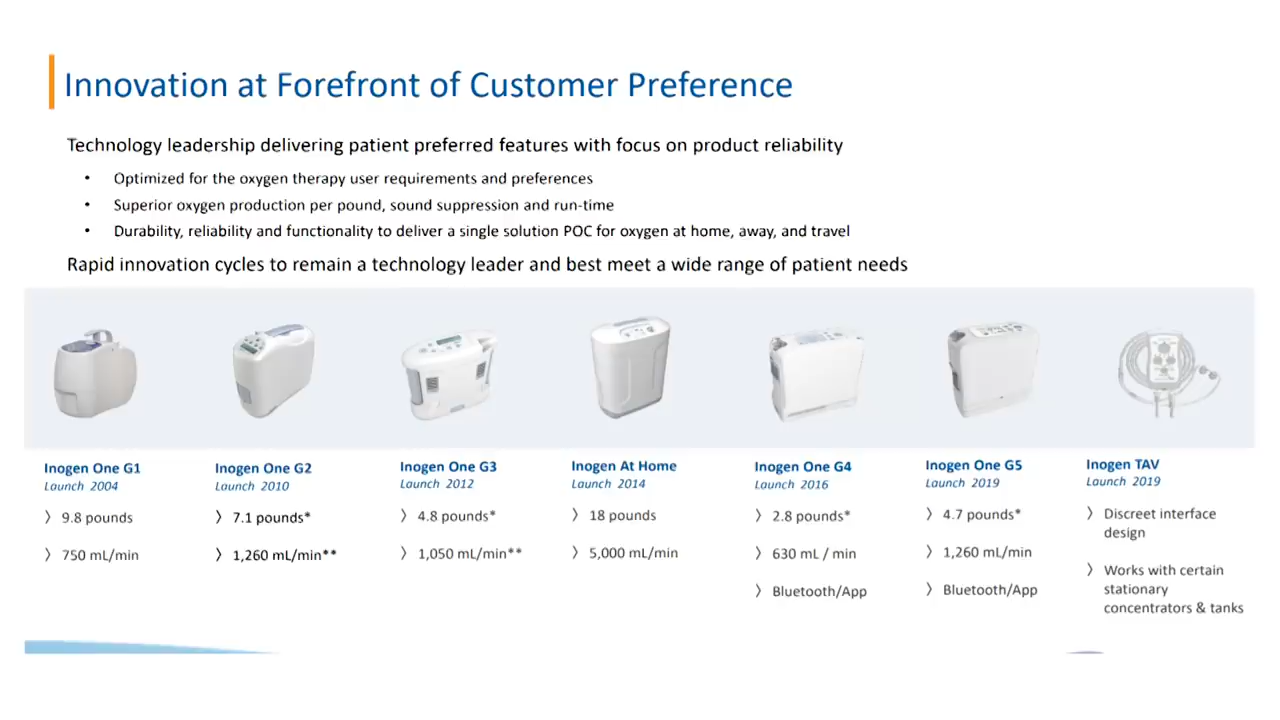 Innovation at Forefront of Customer Preference
Technology leadership delivering patient preferred features with focus on product reliability
• Optimized for the oxygen therapy user requirements and preferences
• Superior oxygen production per pound, sound suppression and run-time
• Durability, reliability and functionality to deliver a single solution POC for oxygen at home, away, and travel
Rapid innovation cycles to remain a technology leader and best meet a wide range of patient needs
Inogen One G1
Launch 2004
〉 9.8 pounds
〉 750 mL/min
Inogen One G2
Launch 2010
〉 7.1 pounds*
〉 1,260 mL/min**
Inogen One G3
Launch 2012
〉 4.8 pounds*
〉 1,050 mL/min**
Inogen At Home
Launch 2014
〉 18 pounds
〉 5,000 mL/min
Inogen One G4
Launch 2016
〉 2.8 pounds*
〉 630 mL / min
〉 Bluetooth/App
Inogen One G5
Launch 2019
〉 4.7 pounds*
〉 1,260 mL/min
〉 Bluetooth/App
Inogen TAV
Launch 2019
〉 Discreet interface
design
〉 Works with certain
stationary
concentrators & tanks